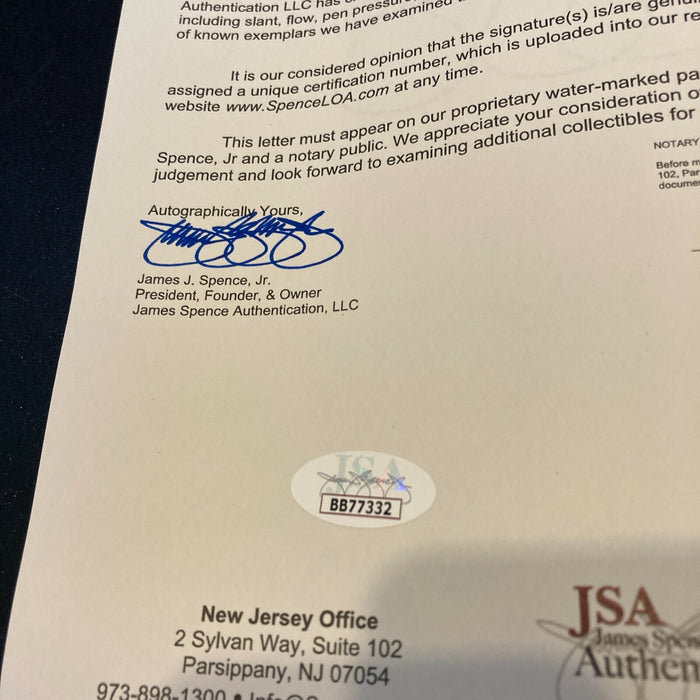 Authentication LLC has
including slant, flow, pen pressure
of known exemplars we have examined
It is our considered opinion that the signature(s) is/are genuin
assigned a unique certification number, which is uploaded into our re
website www.SpenceLOA.com at any time.
This letter must appear on our proprietary water-marked pa
Spence, Jr and a notary public. We appreciate your consideration o
judgement and look forward to examining additional collectibles for
NOTARY
Before m
102, Par
documen
Autographically Yours,
James J. Spence, Jr.
President, Founder, & Owner
James Spence Authentication, LLC
JSA
BB77332
New Jersey Office
2 Sylvan Way, Suite 102
Parsippany, NJ 07054
973-898-1300 •
JSA
James Spen
Authen